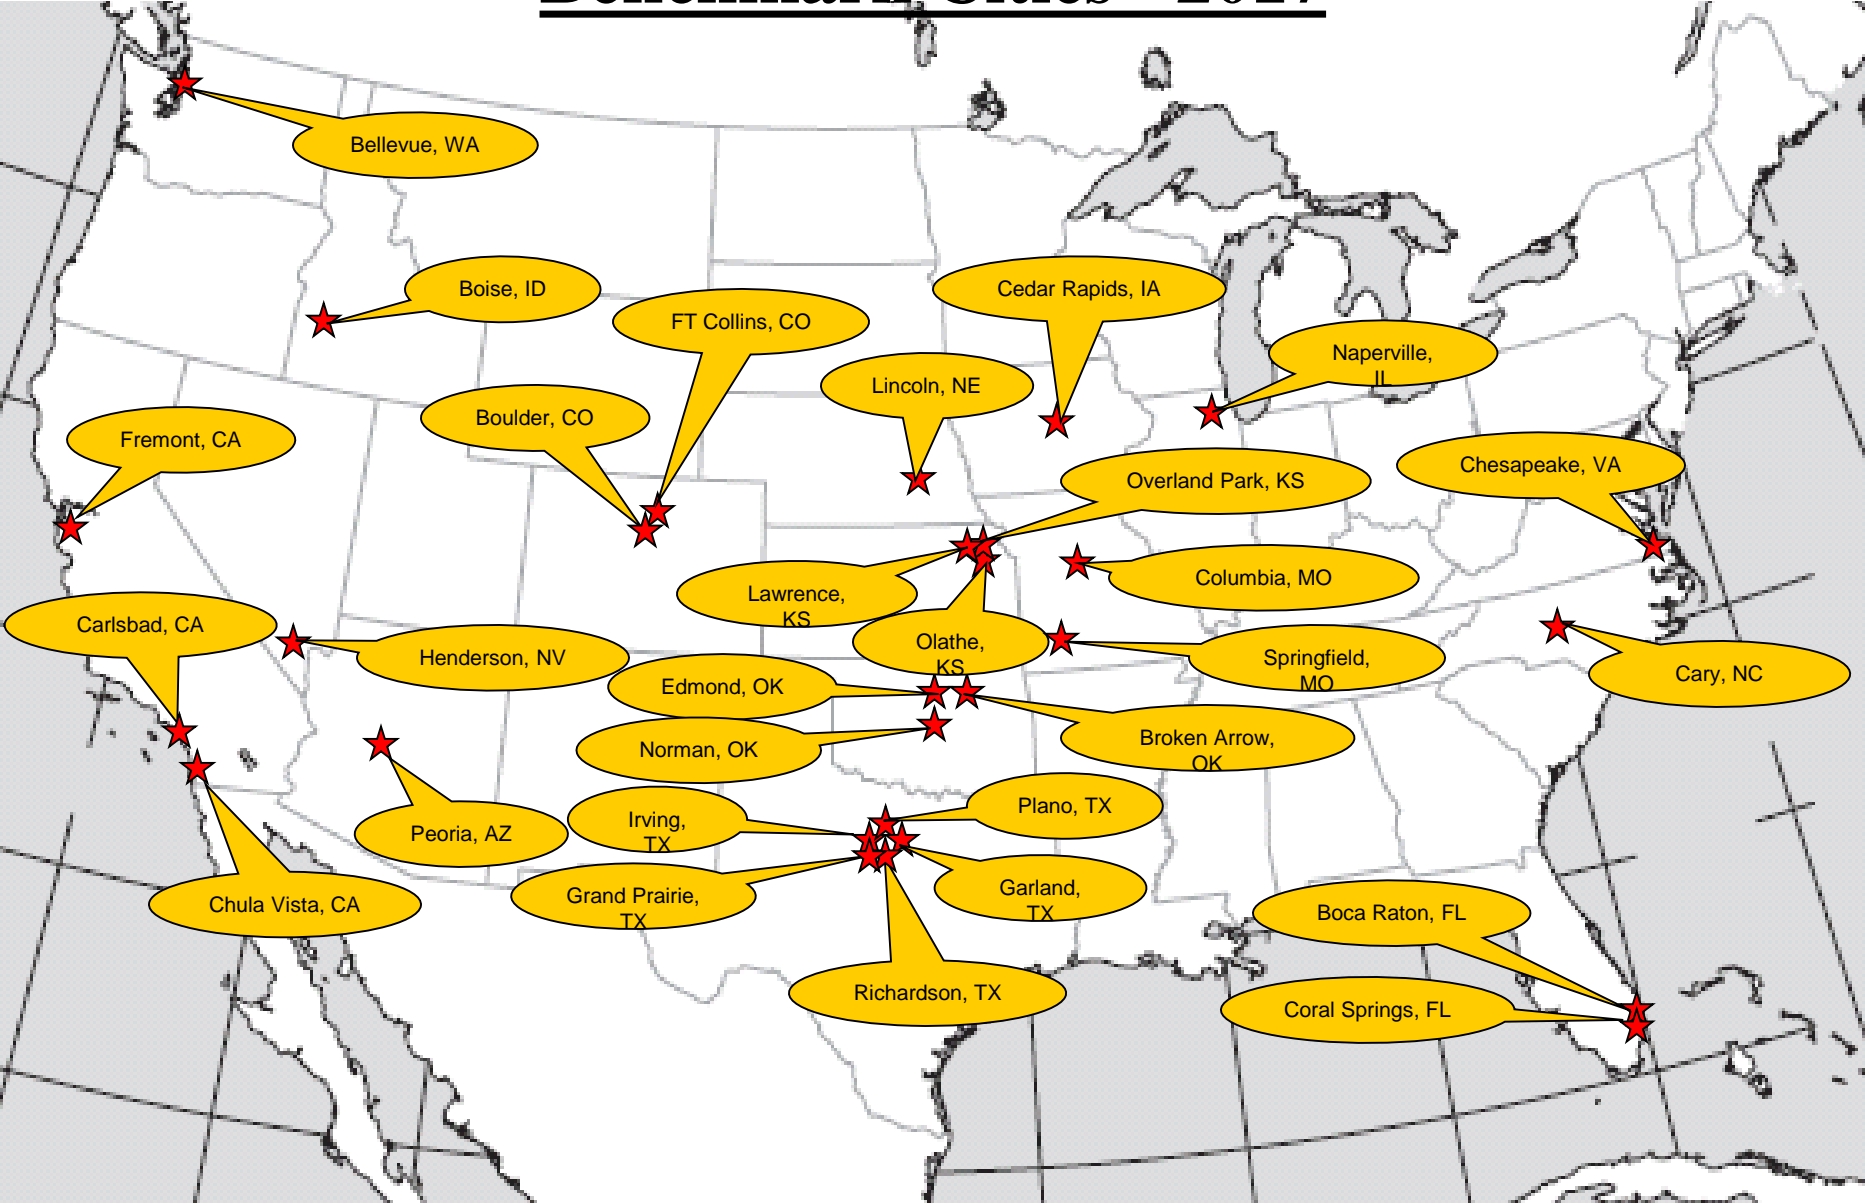 Benchmark Cities - 2017
Bellevue, WA
Boise, ID
Cedar Rapids, IA
FT Collins, CO
Naperville,
IL
Lincoln, NE
Boulder, CO
Fremont, CA
Chesapeake, VA
Overland Park, KS
Columbia, MO
Lawrence,
KS
Carlsbad, CA
Olathe,
KS
Henderson, NV
Springfield,
MO
Cary, NC
Edmond, OK
Norman, OK
Broken Arrow,
OK
Plano, TX
Irving,
TX
Peoria, AZ
Garland,
TX
Grand Prairie,
TX
Chula Vista, CA
Boca Raton, FL
Richardson, TX
Coral Springs, FL